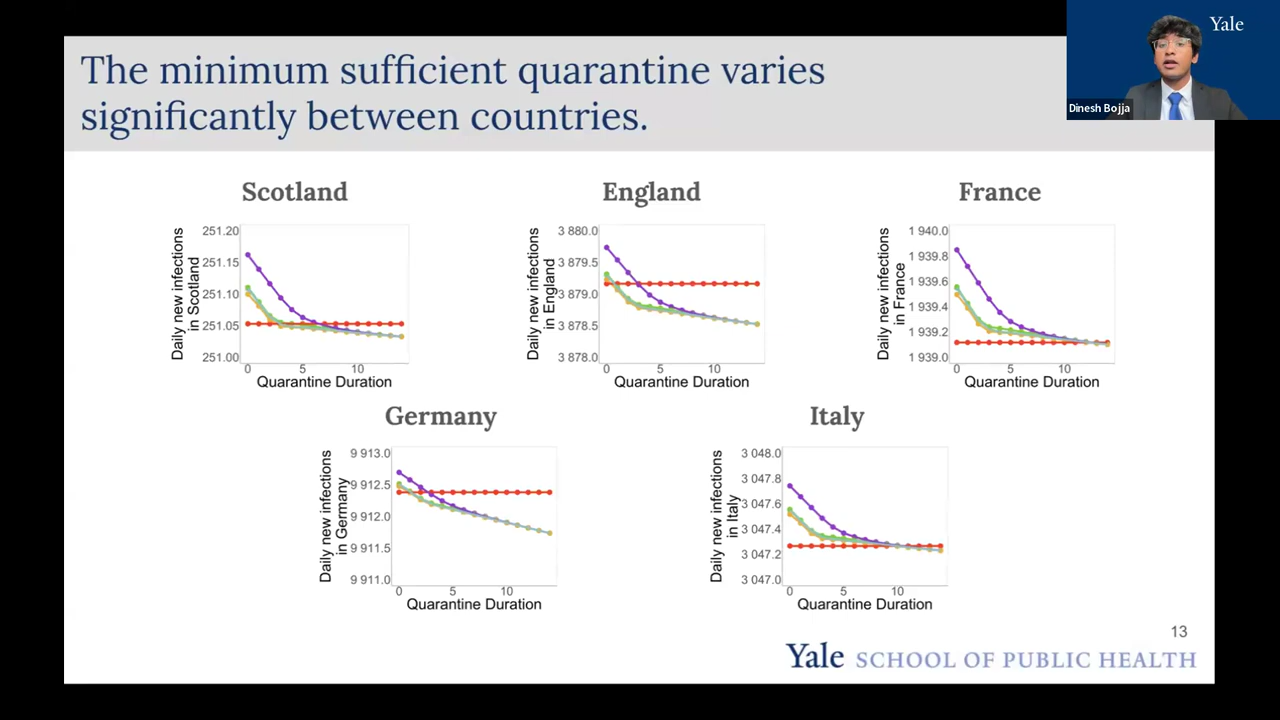 The minimum sufficient quarantine varies
significantly between countries.
Yale
Dinesh Bojja
Scotland
251.20
251.15
251.10
251.05
251.00
Daily new infections
in Scotland
0 5 10
Quarantine Duration
England
3 880.0
3 879.5
3 879.0
3 878.5
3 878.0
Daily new infections
in England
0 5 10
Quarantine Duration
France
1 940.0
1 939.8
1 939.6
1 939.4
1 939.2
1 939.0
Daily new infections
in France
0 5 10
Quarantine Duration
Germany
9 913.0
9 912.5
9 912.0
9 911.5
9 911.0
Daily new infections
in Germany
0 5 10
Quarantine Duration
Italy
3 048.0
3 047.8
3 047.6
3 047.4
3 047.2
3 047.0
Daily new infections
in Italy
0 5 10
Quarantine Duration
13
Yale SCHOOL OF PUBLIC HEALTH